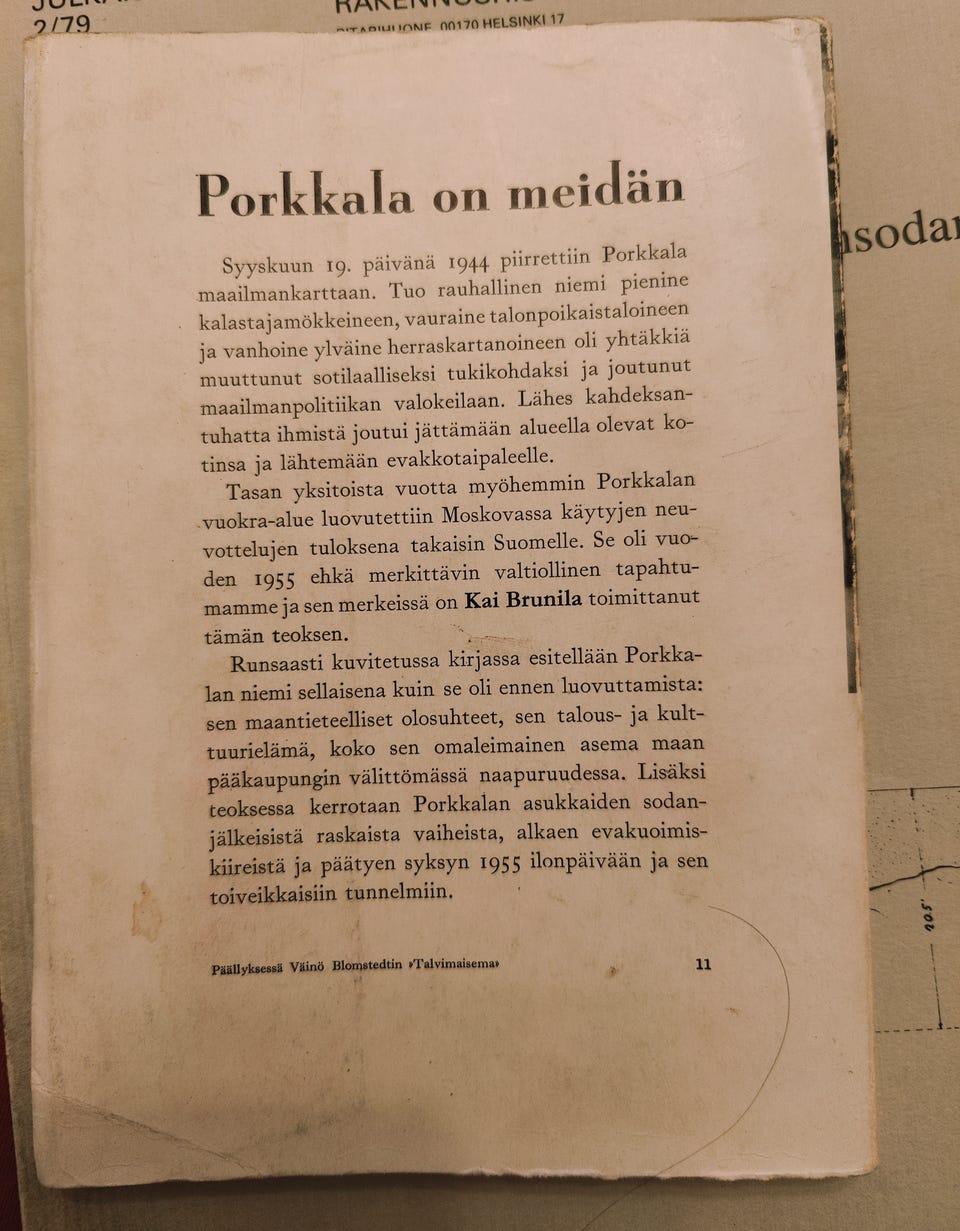 2/79
00170 HELSINKI 17
Porkkala on meidän
Syyskuun 19. päivänä 1944 piirrettiin Porkkala
maailmankarttaan. Tuo rauhallinen niemi pienine
kalastajamökkeineen, vauraine talonpoikaistaloineen
ja vanhoine ylväine herraskartanoineen oli yhtäkkiä
muuttunut sotilaalliseksi tukikohdaksi ja joutunut
maailmanpolitiikan valokeilaan. Lähes kahdeksan-
tuhatta ihmistä joutui jättämään alueella olevat ko-
tinsa ja lähtemään evakkotaipaleelle.
Tasan yksitoista vuotta myöhemmin Porkkalan
vuokra-alue luovutettiin Moskovassa käytyjen neu-
vottelujen tuloksena takaisin Suomelle. Se oli vuo-
den 1955 ehkä merkittävin valtiollinen tapahtu-
mamme ja sen merkeissä on Kai Brunila toimittanut
tämän teoksen.
Runsaasti kuvitetussa kirjassa esitellään Porkka-
lan niemi sellaisena kuin se oli ennen luovuttamista:
sen maantieteelliset olosuhteet, sen talous- ja kult-
tuurielämä, koko sen omaleimainen asema maan
pääkaupungin välittömässä naapuruudessa. Lisäksi
teoksessa kerrotaan Porkkalan asukkaiden sodan-
jälkeisistä raskaista vaiheista, alkaen evakuoimis-
kiireistä ja päätyen syksyn 1955 ilonpäivään ja sen
toiveikkaisiin tunnelmiin.
Päällyksessä Väinö Blomstedtin »Talvimaisema» 11